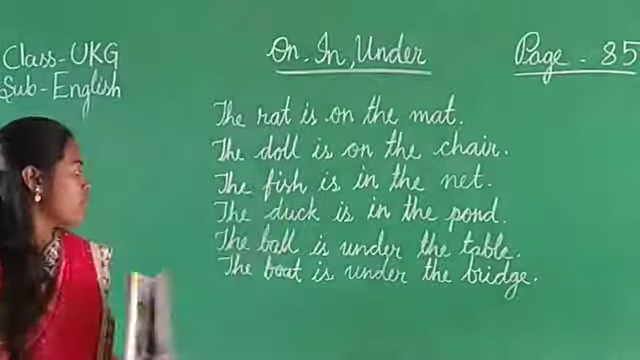 Class-UKG
Sub-English
On, In, Under
Page - 85
The rat is on the mat.
The doll is on the chair.
The fish is in the net.
The duck is in the pond.
The ball is under the table.
The boat is under the bridge.